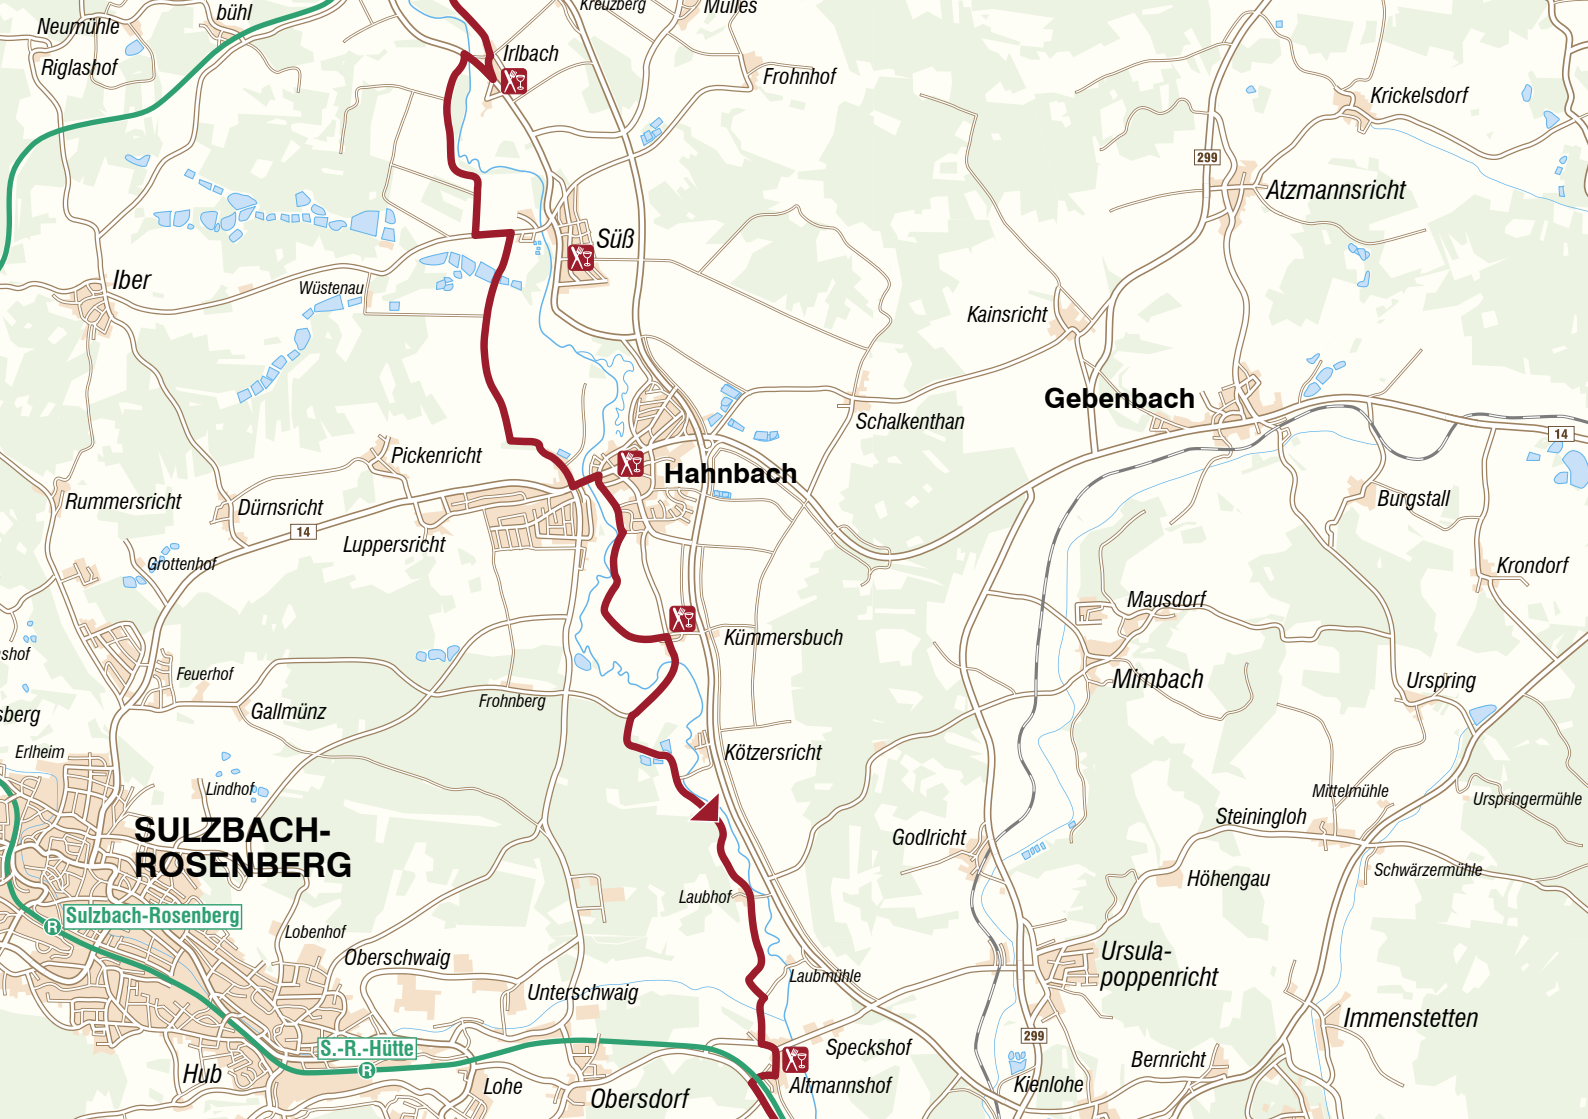 Kreuzberg
Mülles
bühl
Neumühle
Riglashof
Irlbach
Frohnhof
Krickelsdorf
299
Atzmannsricht
Süß
Iber
Wüstenau
Kainsricht
Gebenbach
Schalkenthan
14
Pickenricht
Hahnbach
Rummersricht
Dürnsricht
Burgstall
14
Luppersricht
Grottenhof
Krondorf
Mausdorf
Kümmersbuch
shof
Feuerhof
Mimbach
Urspring
Frohnberg
Gallmünz
sberg
Erlheim
Kötzersricht
Lindhof
Mittelmühle
Urspringermühle
Steiningloh
SULZBACH-
ROSENBERG
Godlricht
Schwärzermühle
Höhengau
Laubhof
Sulzbach-Rosenberg
R
Lobenhof
Oberschwaig
Ursula-
poppenricht
Laubmühle
Unterschwaig
Immenstetten
299
S.-R.-Hütte
R
Speckshof
Bernricht
Hub
Lohe
Altmannshof
Kienlohe
Obersdorf